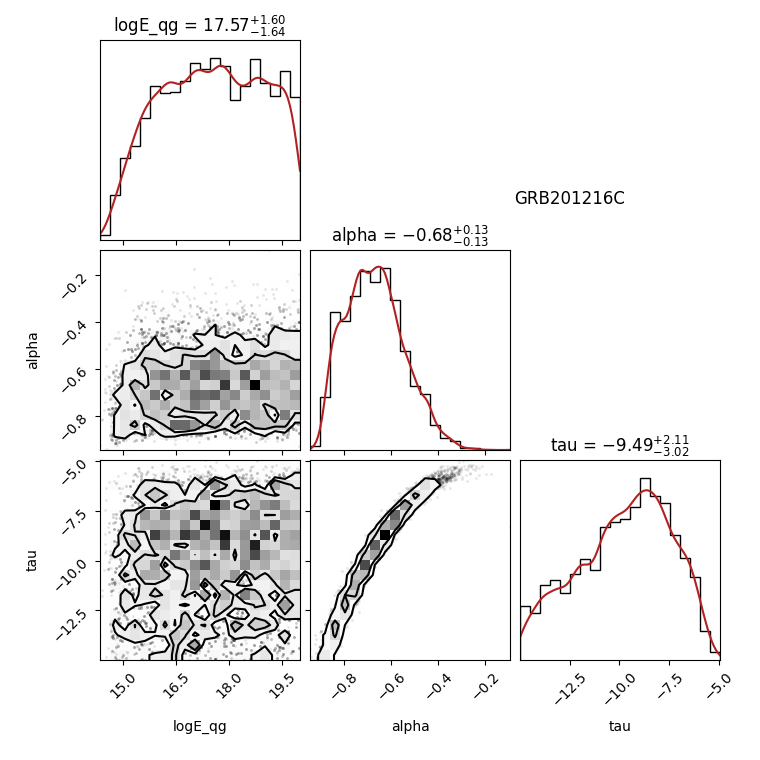 logE_qg = 17.57+1.60 −1.64
GRB201216C
alpha = −0.68+0.13 −0.13
−0.2
−0.4
−0.6
−0.8
alpha
tau = −9.49+2.11 −3.02
−5.0
−7.5
−10.0
−12.5
tau
15.0 16.5 18.0 19.5
−0.8 −0.6 −0.4 −0.2
−12.5 −10.0 −7.5 −5.0
logE_qg alpha tau